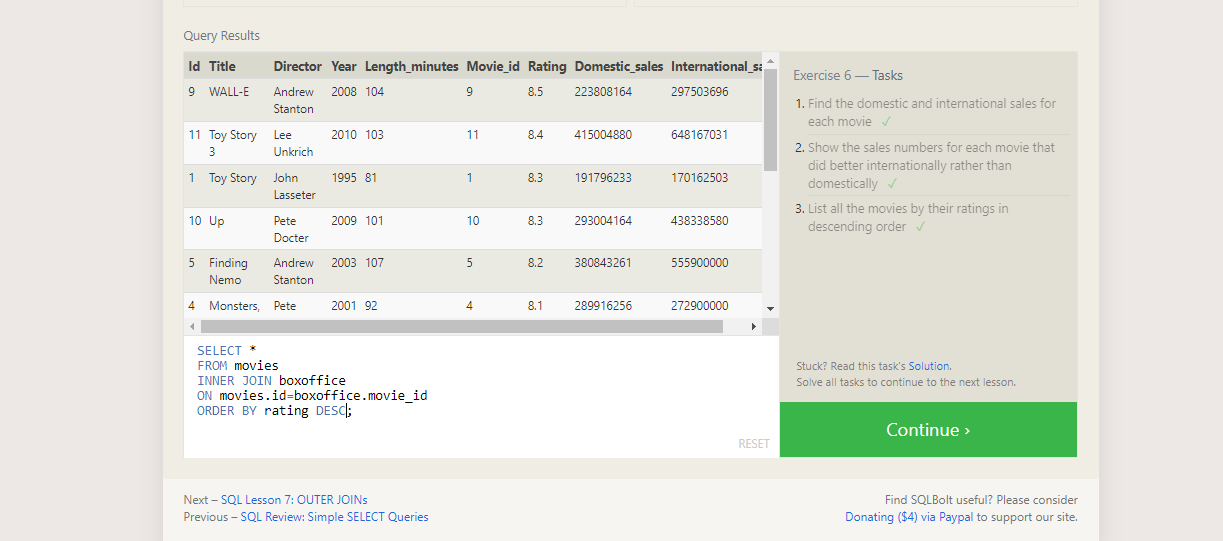 Query Results
Id Title Director Year Length_minutes Movie_id Rating Domestic_sales International_sa
9 WALL-E Andrew 2008 104 9 8.5 223808164 297503696
Stanton
11 Toy Story Lee 2010 103 11 8.4 415004880 648167031
3 Unkrich
1 Toy Story John 1995 81 1 8.3 191796233 170162503
Lasseter
10 Up Pete 2009 101 10 8.3 293004164 438338580
Docter
5 Finding Andrew 2003 107 5 8.2 380843261 555900000
Nemo Stanton
4 Monsters, Pete 2001 92 4 8.1 289916256 272900000
SELECT *
FROM movies
INNER JOIN boxoffice
ON movies.id=boxoffice.movie_id
ORDER BY rating DESC;
RESET
Exercise 6 — Tasks
1. Find the domestic and international sales for
each movie ✓
2. Show the sales numbers for each movie that
did better internationally rather than
domestically ✓
3. List all the movies by their ratings in
descending order ✓
Stuck? Read this task's Solution.
Solve all tasks to continue to the next lesson.
Continue ›
Next – SQL Lesson 7: OUTER JOINs
Previous – SQL Review: Simple SELECT Queries
Find SQLBolt useful? Please consider
Donating ($4) via Paypal to support our site.